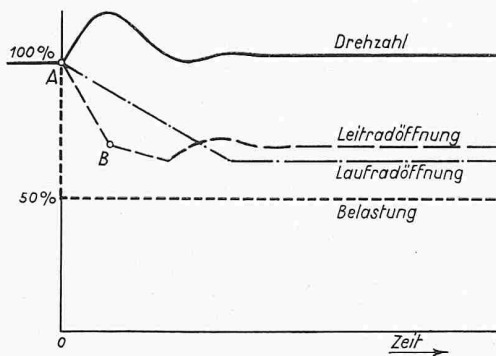 Drehzahl
100%
A
Leitradöffnung
B
Laufradöffnung
50%
Belastung
0
Zeit